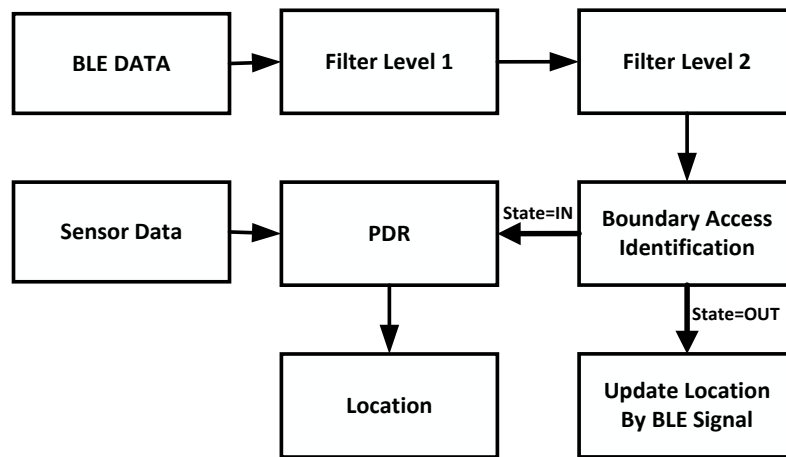 BLE DATA
Filter Level 1
Filter Level 2
Sensor Data
PDR
State=IN
Boundary Access
Identification
State=OUT
Location
Update Location
By BLE Signal